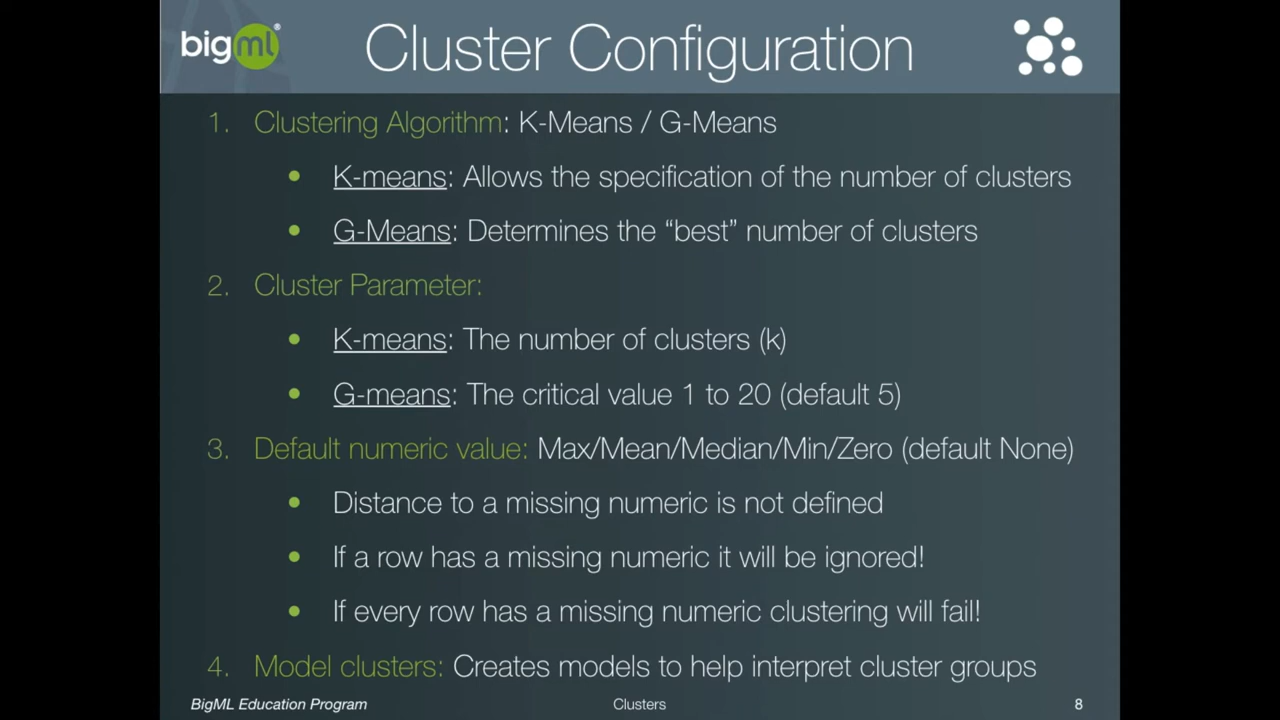 bigml®
Cluster Configuration
1. Clustering Algorithm: K-Means / G-Means
• K-means: Allows the specification of the number of clusters
• G-Means: Determines the “best” number of clusters
2. Cluster Parameter:
• K-means: The number of clusters (k)
• G-means: The critical value 1 to 20 (default 5)
3. Default numeric value: Max/Mean/Median/Min/Zero (default None)
• Distance to a missing numeric is not defined
• If a row has a missing numeric it will be ignored!
• If every row has a missing numeric clustering will fail!
4. Model clusters: Creates models to help interpret cluster groups
BigML Education Program
Clusters
8